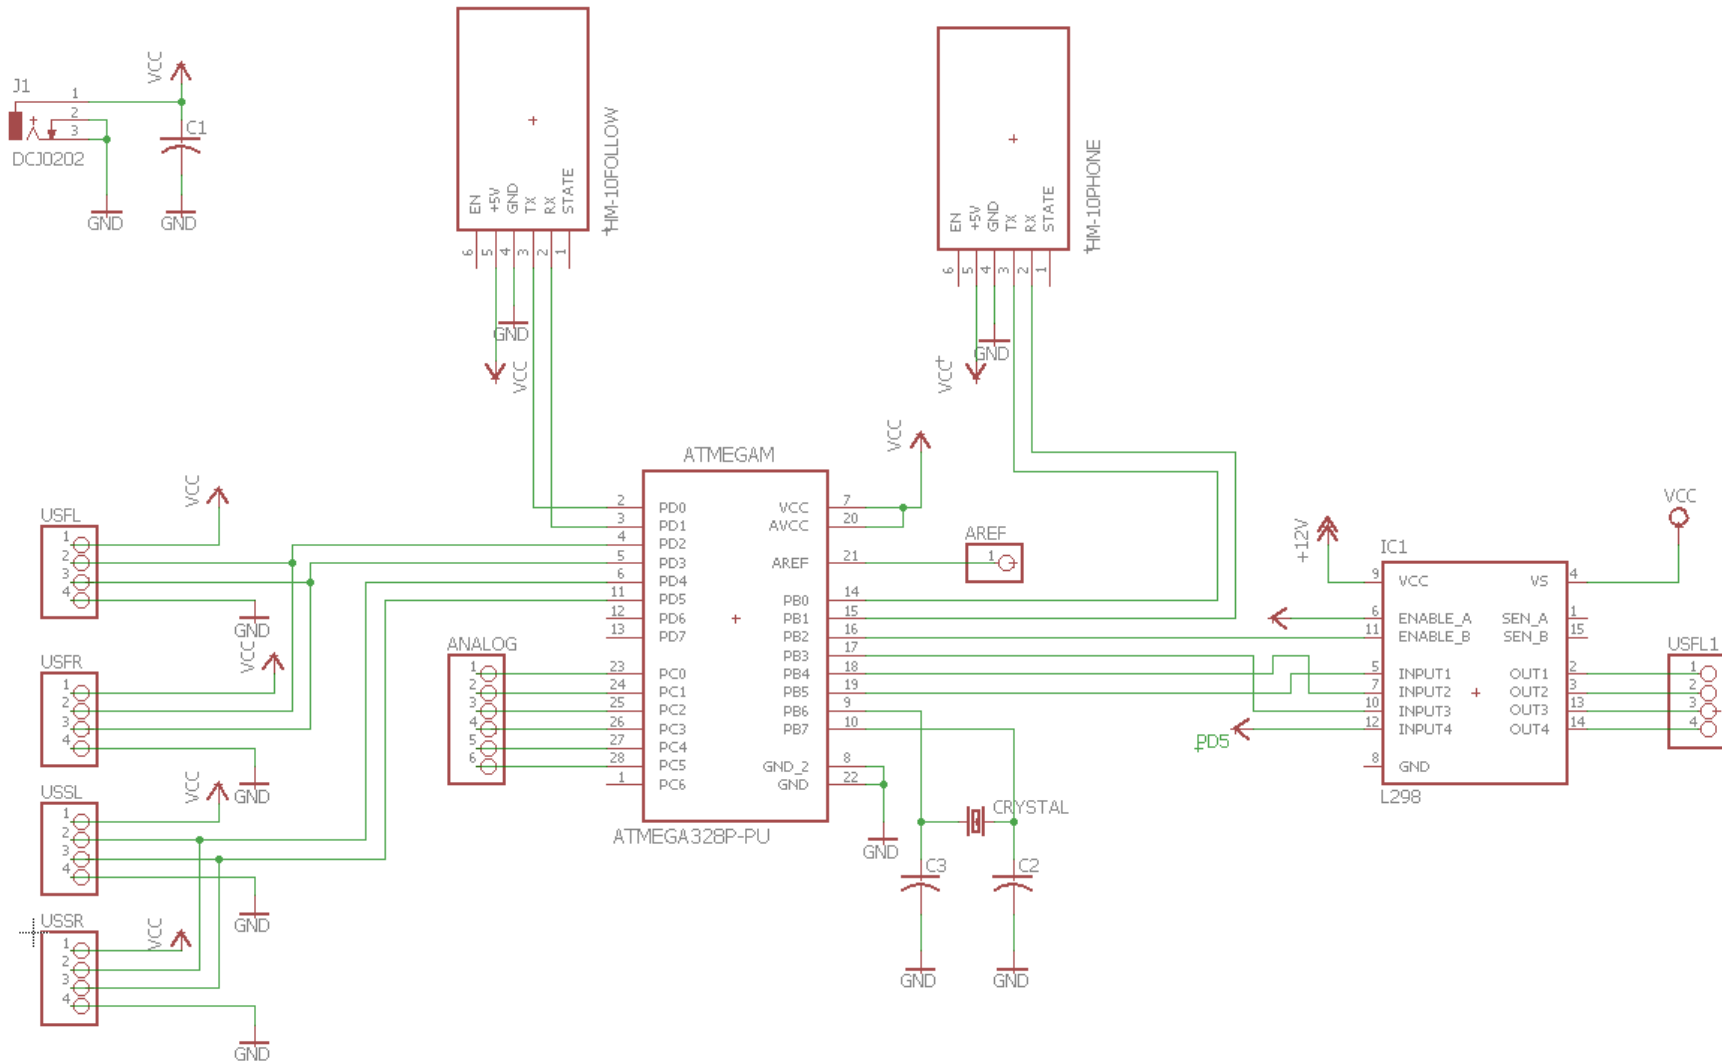 J1
1
2
3
DCJ0202
VCC
C1
GND
GND
EN
+5V
GND
TX
RX
STATE
6
5
4
3
2
1
HM-10FOLLOW
GND
VCC
EN
+5V
GND
TX
RX
STATE
6
5
4
3
2
1
HM-10PHONE
GND
VCC
USFL
1
2
3
4
VCC
GND
USFR
1
2
3
4
VCC
GND
USSL
1
2
3
4
VCC
GND
USSR
1
2
3
4
VCC
GND
ANALOG
1
2
3
4
5
6
ATMEGAM
2 PD0
3 PD1
4 PD2
5 PD3
6 PD4
11 PD5
12 PD6
13 PD7
23 PC0
24 PC1
25 PC2
26 PC3
27 PC4
28 PC5
1 PC6
VCC 7
AVCC 20
AREF 21
PB0 14
PB1 15
PB2 16
PB3 17
PB4 18
PB5 19
PB6 9
PB7 10
GND_2 8
GND 22
ATMEGA328P-PU
VCC
AREF
1
GND
CRYSTAL
C3
C2
GND
GND
+12V
VCC
IC1
9 VCC
6 ENABLE_A
11 ENABLE_B
5 INPUT1
7 INPUT2
10 INPUT3
12 INPUT4
8 GND
VS 4
SEN_A 1
SEN_B 15
OUT1 2
OUT2 3
OUT3 13
OUT4 14
L298
PD5
USFL1
1
2
3
4